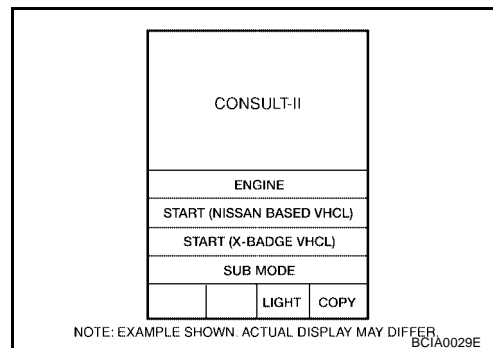 CONSULT-II
ENGINE
START (NISSAN BASED VHCL)
START (X-BADGE VHCL)
SUB MODE
LIGHT COPY
NOTE: EXAMPLE SHOWN. ACTUAL DISPLAY MAY DIFFER.
BCIA0029E